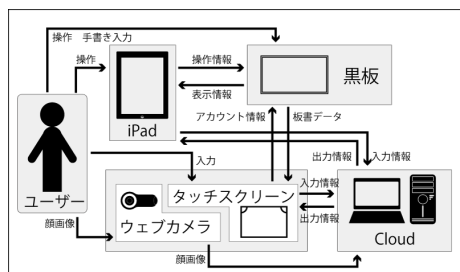 操作　手書き入力
操作
操作情報
表示情報
黒板
iPad
アカウント情報
板書データ
入力
出力情報
入力情報
ユーザー
タッチスクリーン
入力情報
出力情報
ウェブカメラ
顔画像
Cloud
顔画像